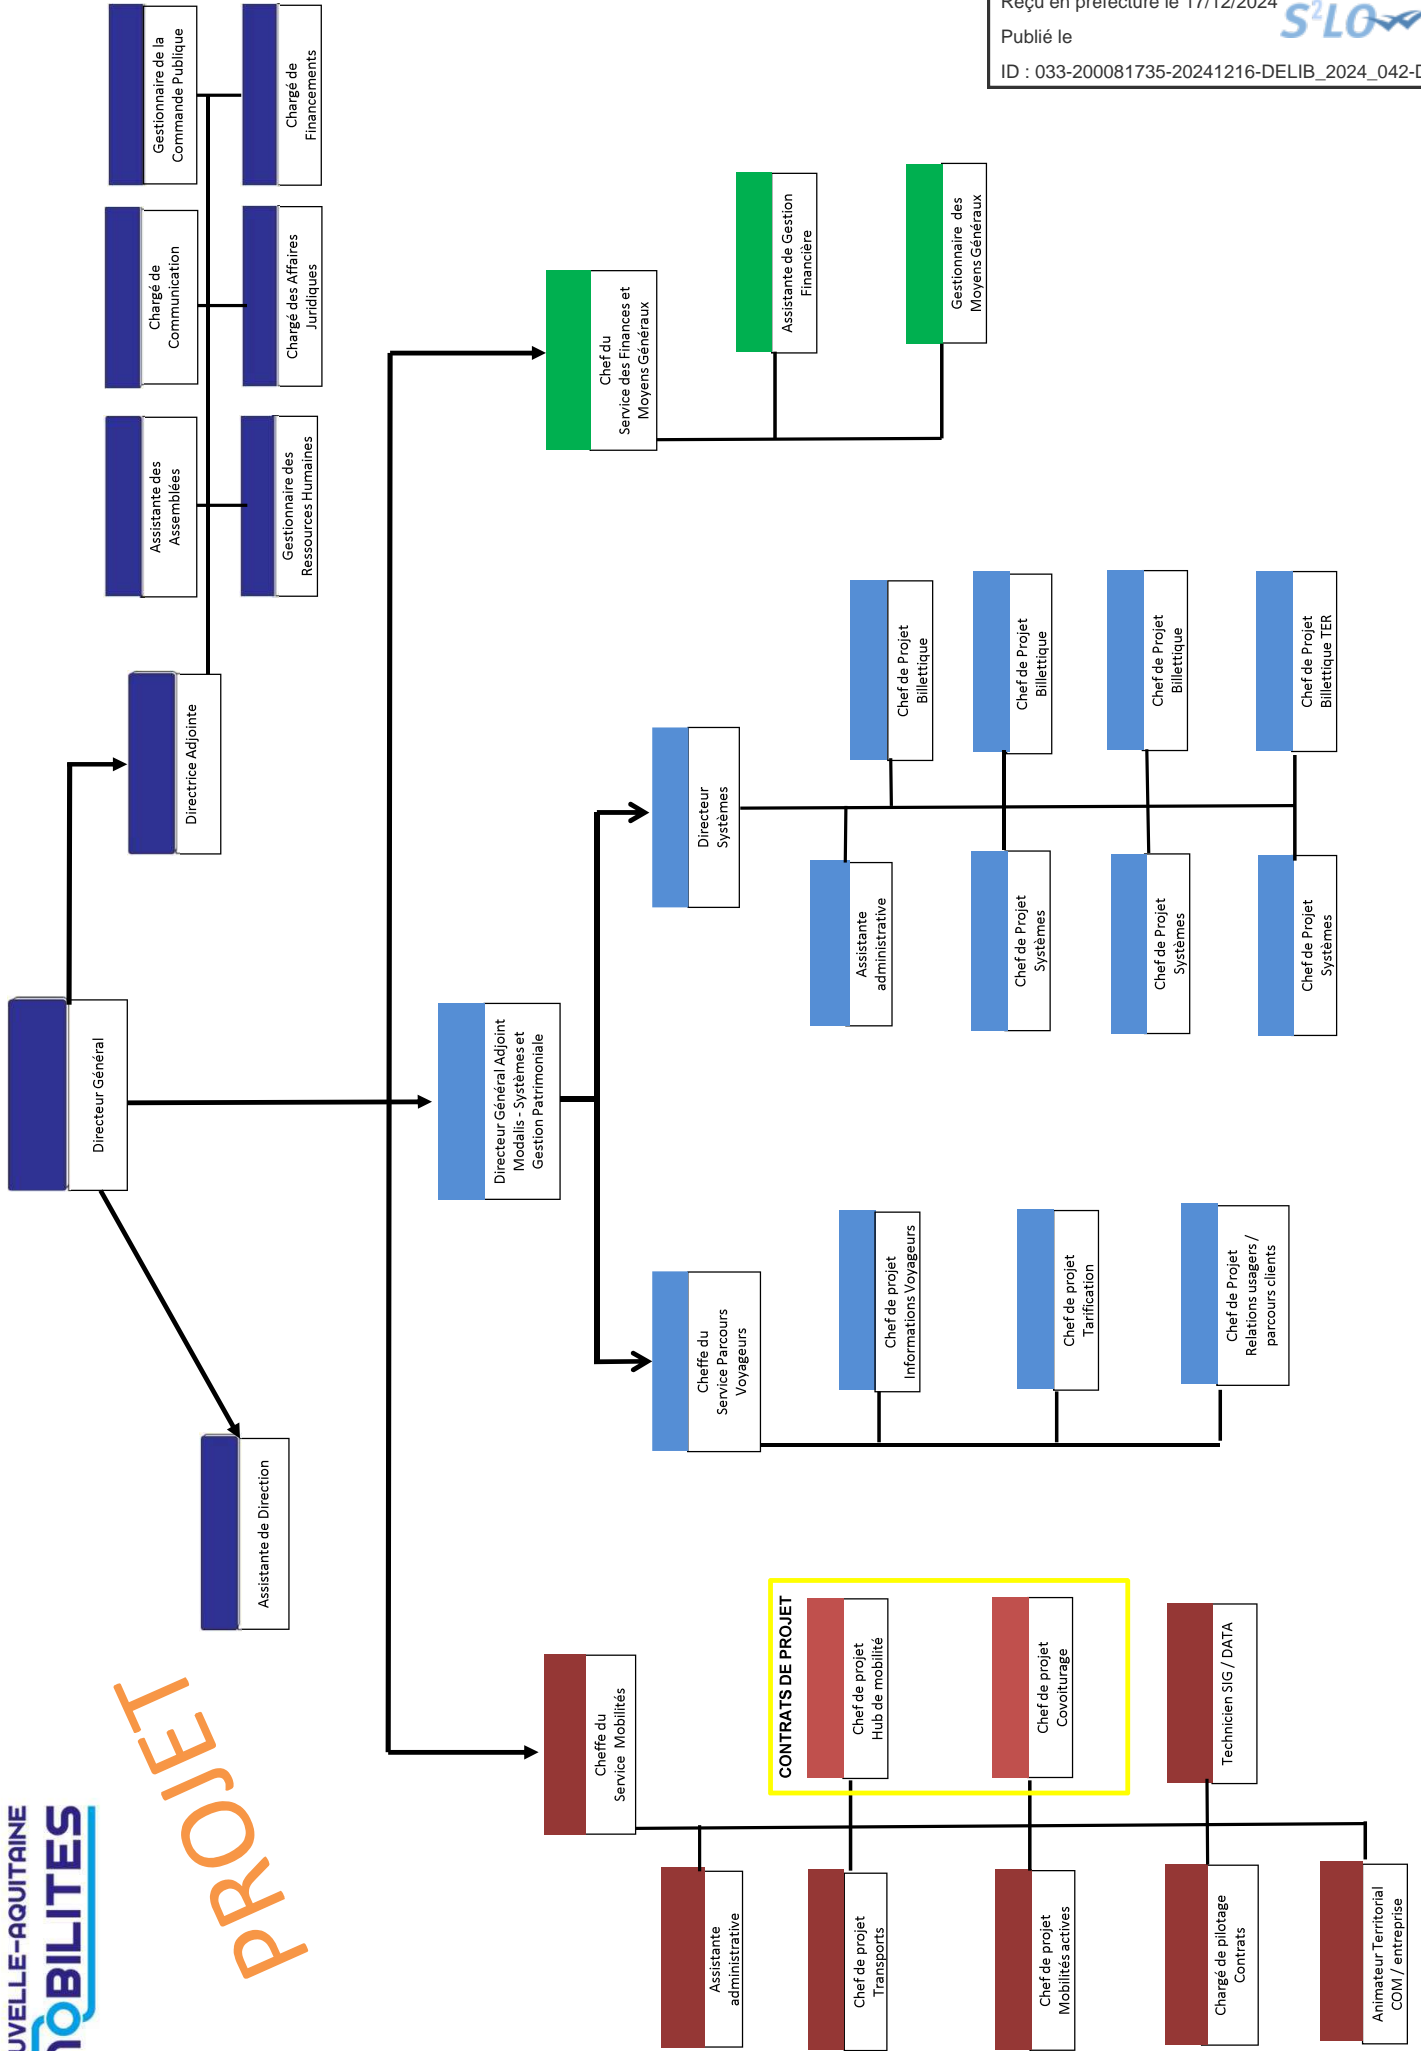 Reçu en préfecture le 17/12/2024
Publié le
S²LO
ID : 033-200081735-20241216-DELIB_2024_042-D
MOBILITES
PROJET
Directeur Général
Assistante de Direction
Directrice Adjointe
Assistante des
Assemblées
Chargé de
Communication
Gestionnaire de la
Commande Publique
Gestionnaire des
Ressources Humaines
Chargé des Affaires
Juridiques
Chargé de
Financements
Cheffe du
Service Mobilités
Directeur Général Adjoint
Modalis - Systèmes et
Gestion Patrimoniale
Chef du
Service des Finances et
Moyens Généraux
Assistante de Gestion
Financière
Gestionnaire des
Moyens Généraux
Cheffe du
Service Parcours
Voyageurs
Directeur
Systèmes
Chef de projet
Informations Voyageurs
Chef de projet
Tarification
Chef de Projet
Relations usagers /
parcours clients
Assistante
administrative
Chef de Projet
Billettique
Chef de Projet
Systèmes
Chef de Projet
Billettique
Chef de Projet
Systèmes
Chef de Projet
Billettique
Chef de Projet
Systèmes
Chef de Projet
Billettique TER
Assistante
administrative
CONTRATS DE PROJET
Chef de projet
Transports
Chef de projet
Hub de mobilité
Chef de projet
Mobilités actives
Chef de projet
Covoiturage
Chargé de pilotage
Contrats
Technicien SIG / DATA
Animateur Territorial
COM / entreprise